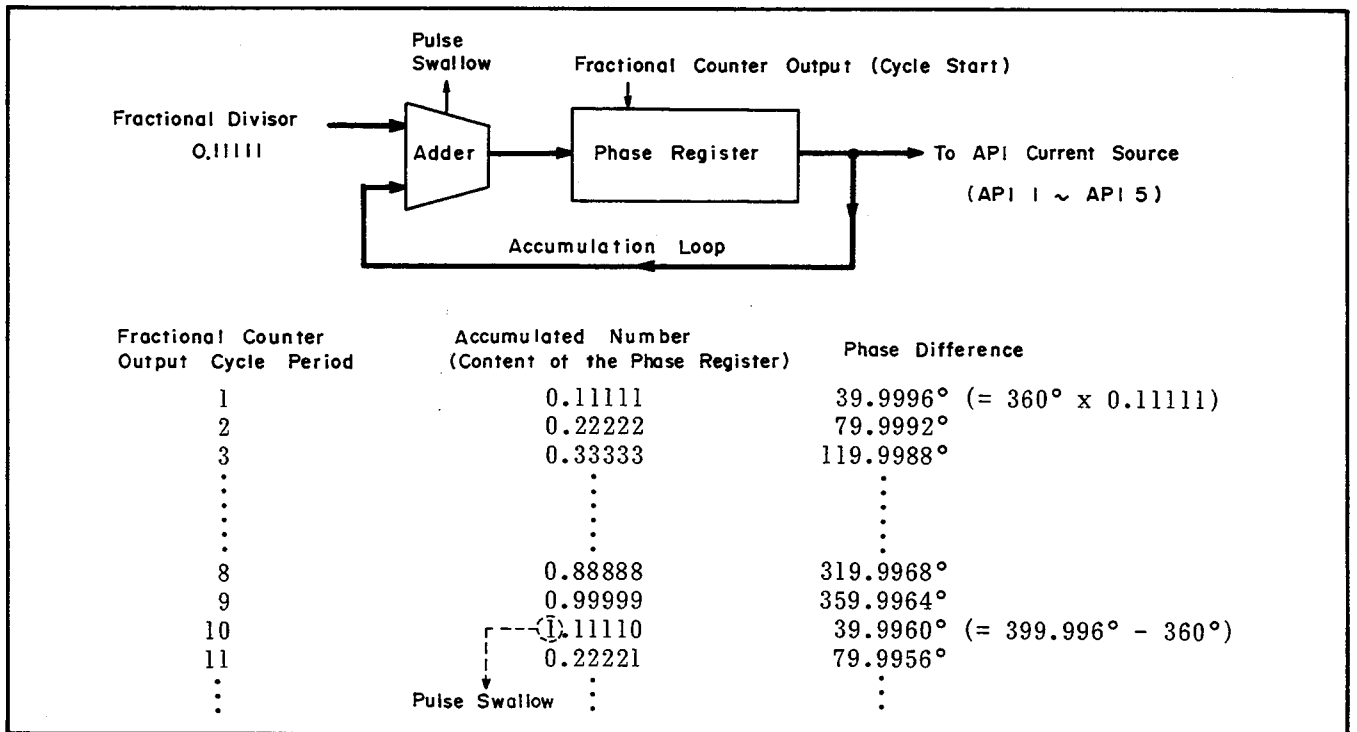 Pulse
Swallow
Fractional Counter Output (Cycle Start)
Fractional Divisor
0.11111
Adder
Phase Register
To API Current Source
(API 1 ~ API 5)
Accumulation Loop
Fractional Counter
Output Cycle Period
Accumulated Number
(Content of the Phase Register)
Phase Difference
1 0.11111 39.9996° (= 360° x 0.11111)
2 0.22222 79.9992°
3 0.33333 119.9988°
8 0.88888 319.9968°
9 0.99999 359.9964°
10 1.11110 39.9960° (= 399.996° - 360°)
11 0.22221 79.9956°
Pulse Swallow